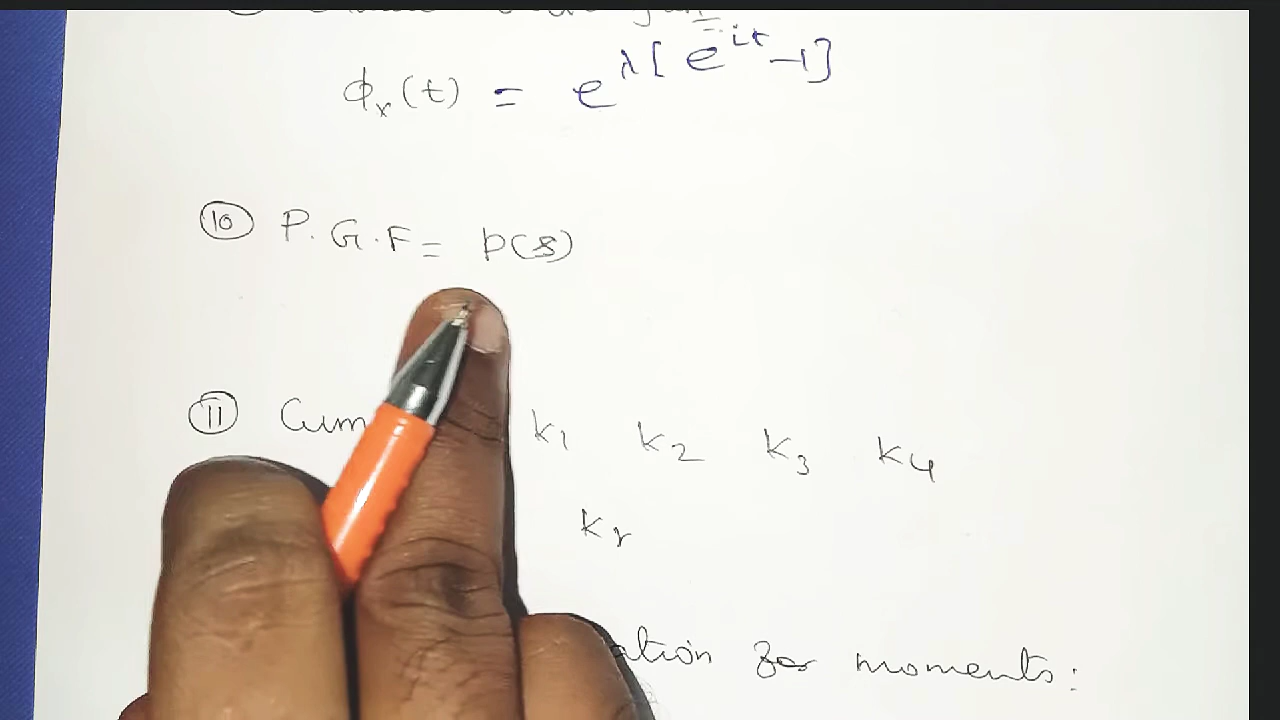 ϕₓ(t) = e^λ[e^it -1]
⑩ P.G.F = P(s)
⑪ Cum k₁ k₂ k₃ k₄
kᵣ
ation for moments: